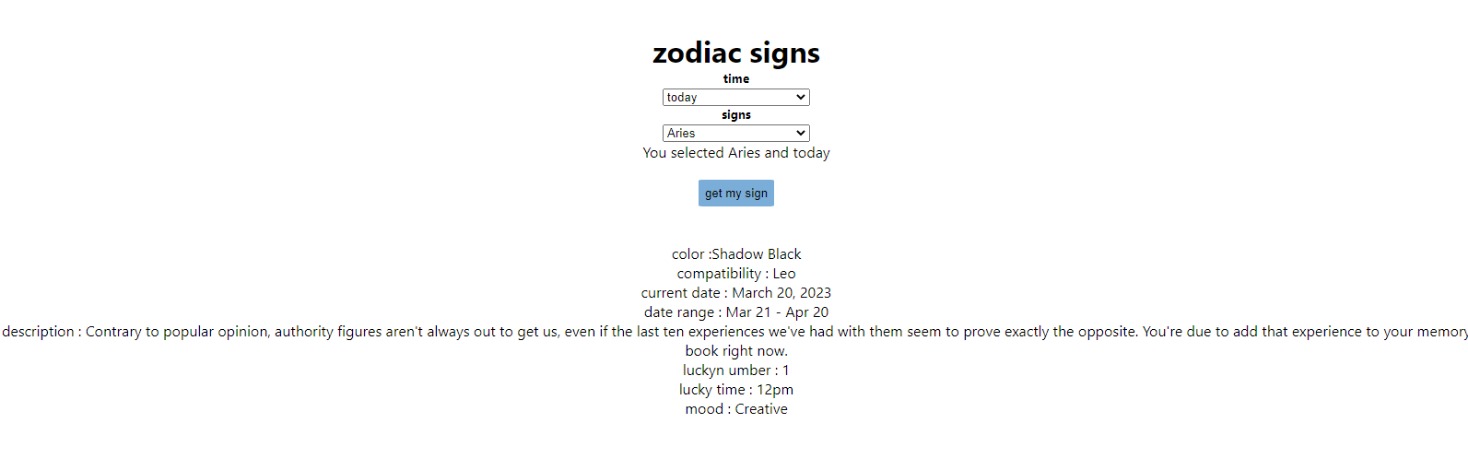 zodiac signs
time
today
signs
Aries
You selected Aries and today
get my sign
color :Shadow Black
compatibility : Leo
current date : March 20, 2023
date range : Mar 21 - Apr 20
description : Contrary to popular opinion, authority figures aren't always out to get us, even if the last ten experiences we've had with them seem to prove exactly the opposite. You're due to add that experience to your memory
book right now.
luckyn umber : 1
lucky time : 12pm
mood : Creative